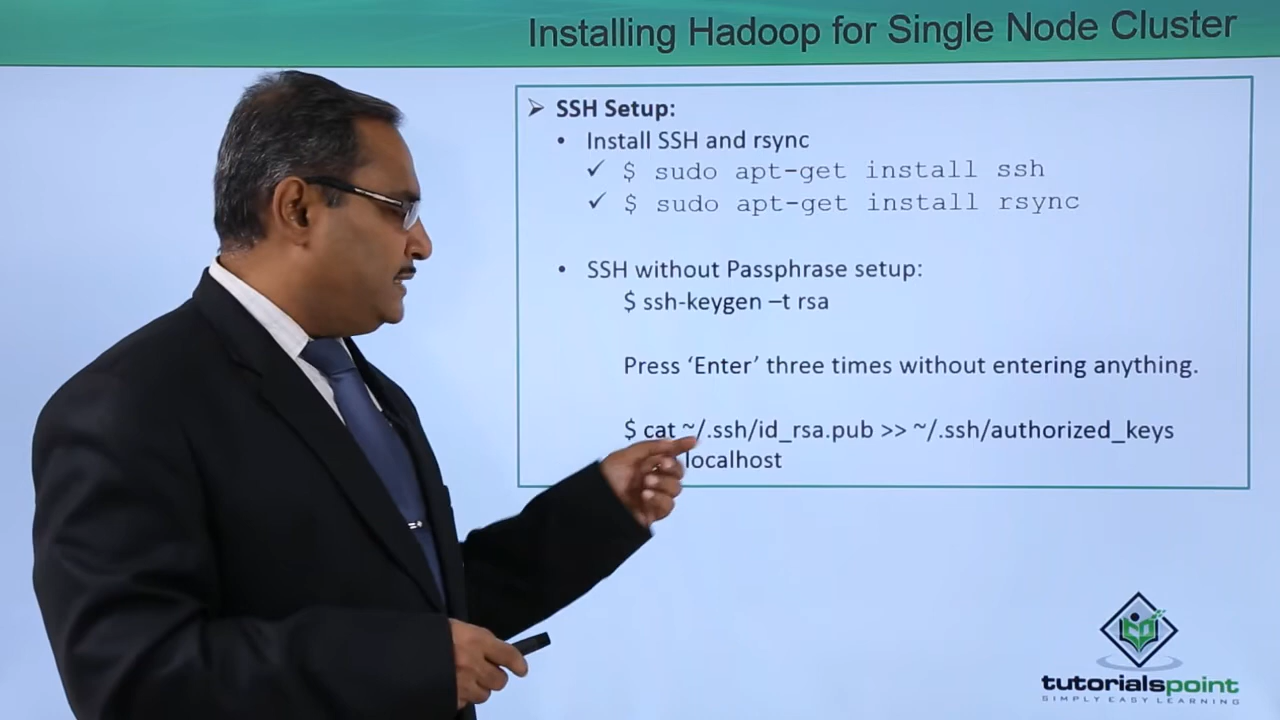 Installing Hadoop for Single Node Cluster
➢ SSH Setup:
• Install SSH and rsync
✓ $ sudo apt-get install ssh
✓ $ sudo apt-get install rsync
• SSH without Passphrase setup:
$ ssh-keygen –t rsa
Press ‘Enter’ three times without entering anything.
$ cat ~/.ssh/id_rsa.pub >> ~/.ssh/authorized_keys
localhost
tutorialspoint
SIMPLY EASY LEARNING